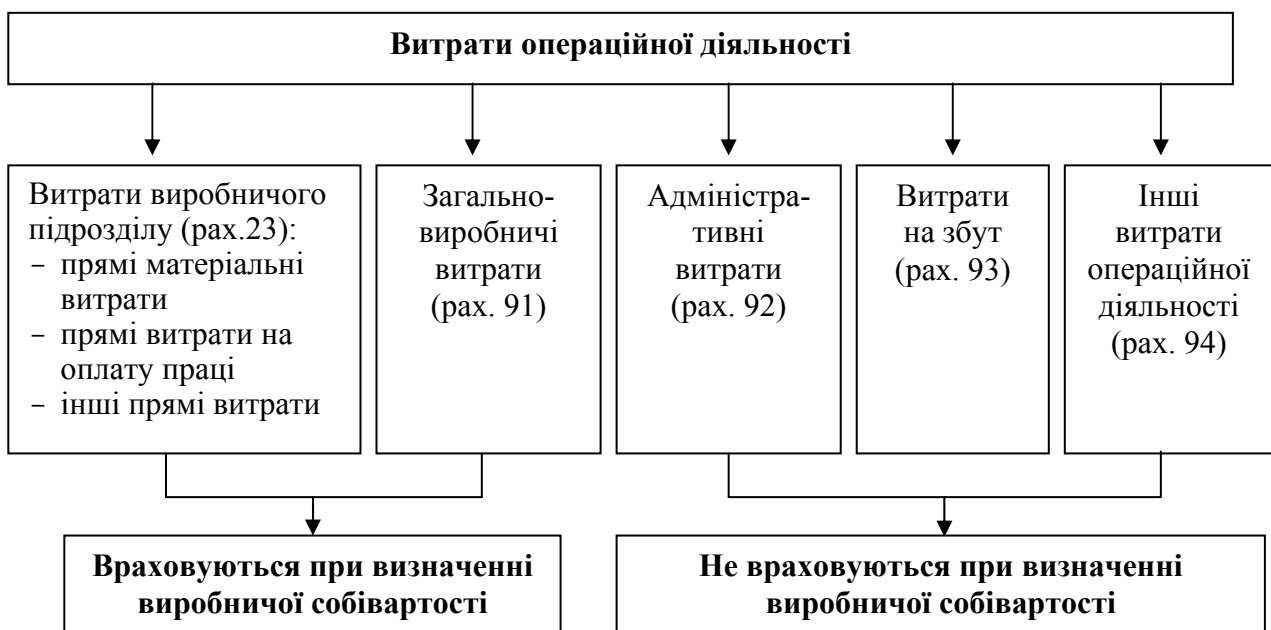 Витрати операційної діяльності
Витрати виробничого
підрозділу (рах.23):
- прямі матеріальні
витрати
- прямі витрати на
оплату праці
- інші прямі витрати
Загально-
виробничі
витрати
(рах. 91)
Адміністра-
тивні
витрати
(рах. 92)
Витрати
на збут
(рах. 93)
Інші
витрати
операційної
діяльності
(рах. 94)
Враховуються при визначенні
виробничої собівартості
Не враховуються при визначенні
виробничої собівартості